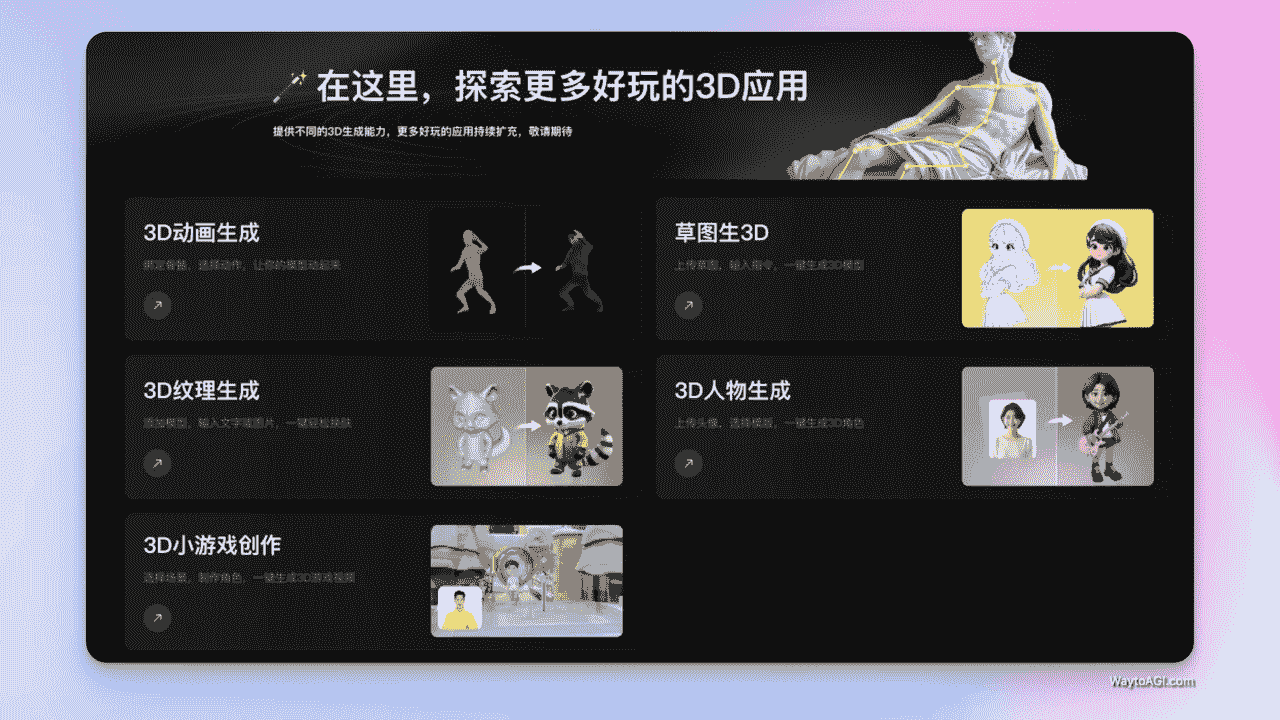 在这里，探索更多好玩的3D应用
提供不同的3D生成能力，更多好玩的应用持续扩充，敬请期待
3D动画生成
绑定骨骼，选择动作，让你的模型动起来
草图生3D
上传草图，输入指令，一键生成3D模型
3D纹理生成
添加模型，输入文字或图片，一键轻松换肤
3D人物生成
上传头像，选择模版，一键生成3D角色
3D小游戏创作
选择场景，制作角色，一键生成3D游戏视频
WaytoAGI.com